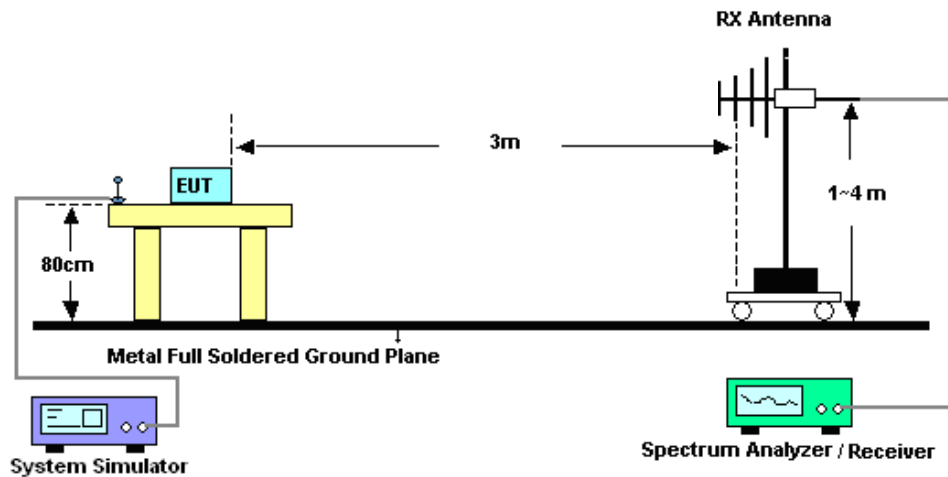 RX Antenna
3m
EUT
1~4 m
80cm
Metal Full Soldered Ground Plane
System Simulator
Spectrum Analyzer / Receiver